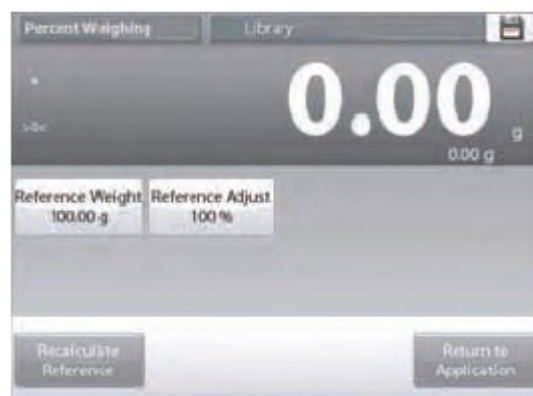 Percent Weighing
Library
*
>0<
0.00 g
0.00 g
Reference Weight
100.00 g
Reference Adjust
100 %
Recalculate
Reference
Return to
Application